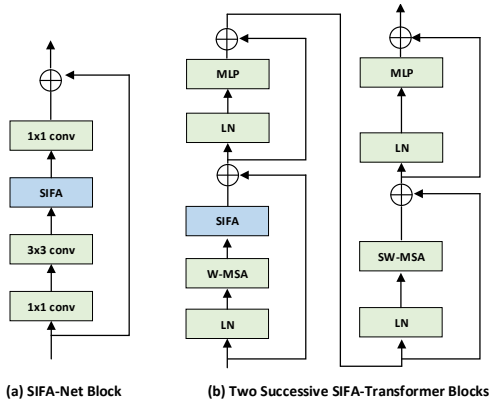 1x1 conv
SIFA
3x3 conv
1x1 conv
(a) SIFA-Net Block
MLP
LN
SIFA
W-MSA
LN
MLP
LN
SW-MSA
LN
(b) Two Successive SIFA-Transformer Blocks